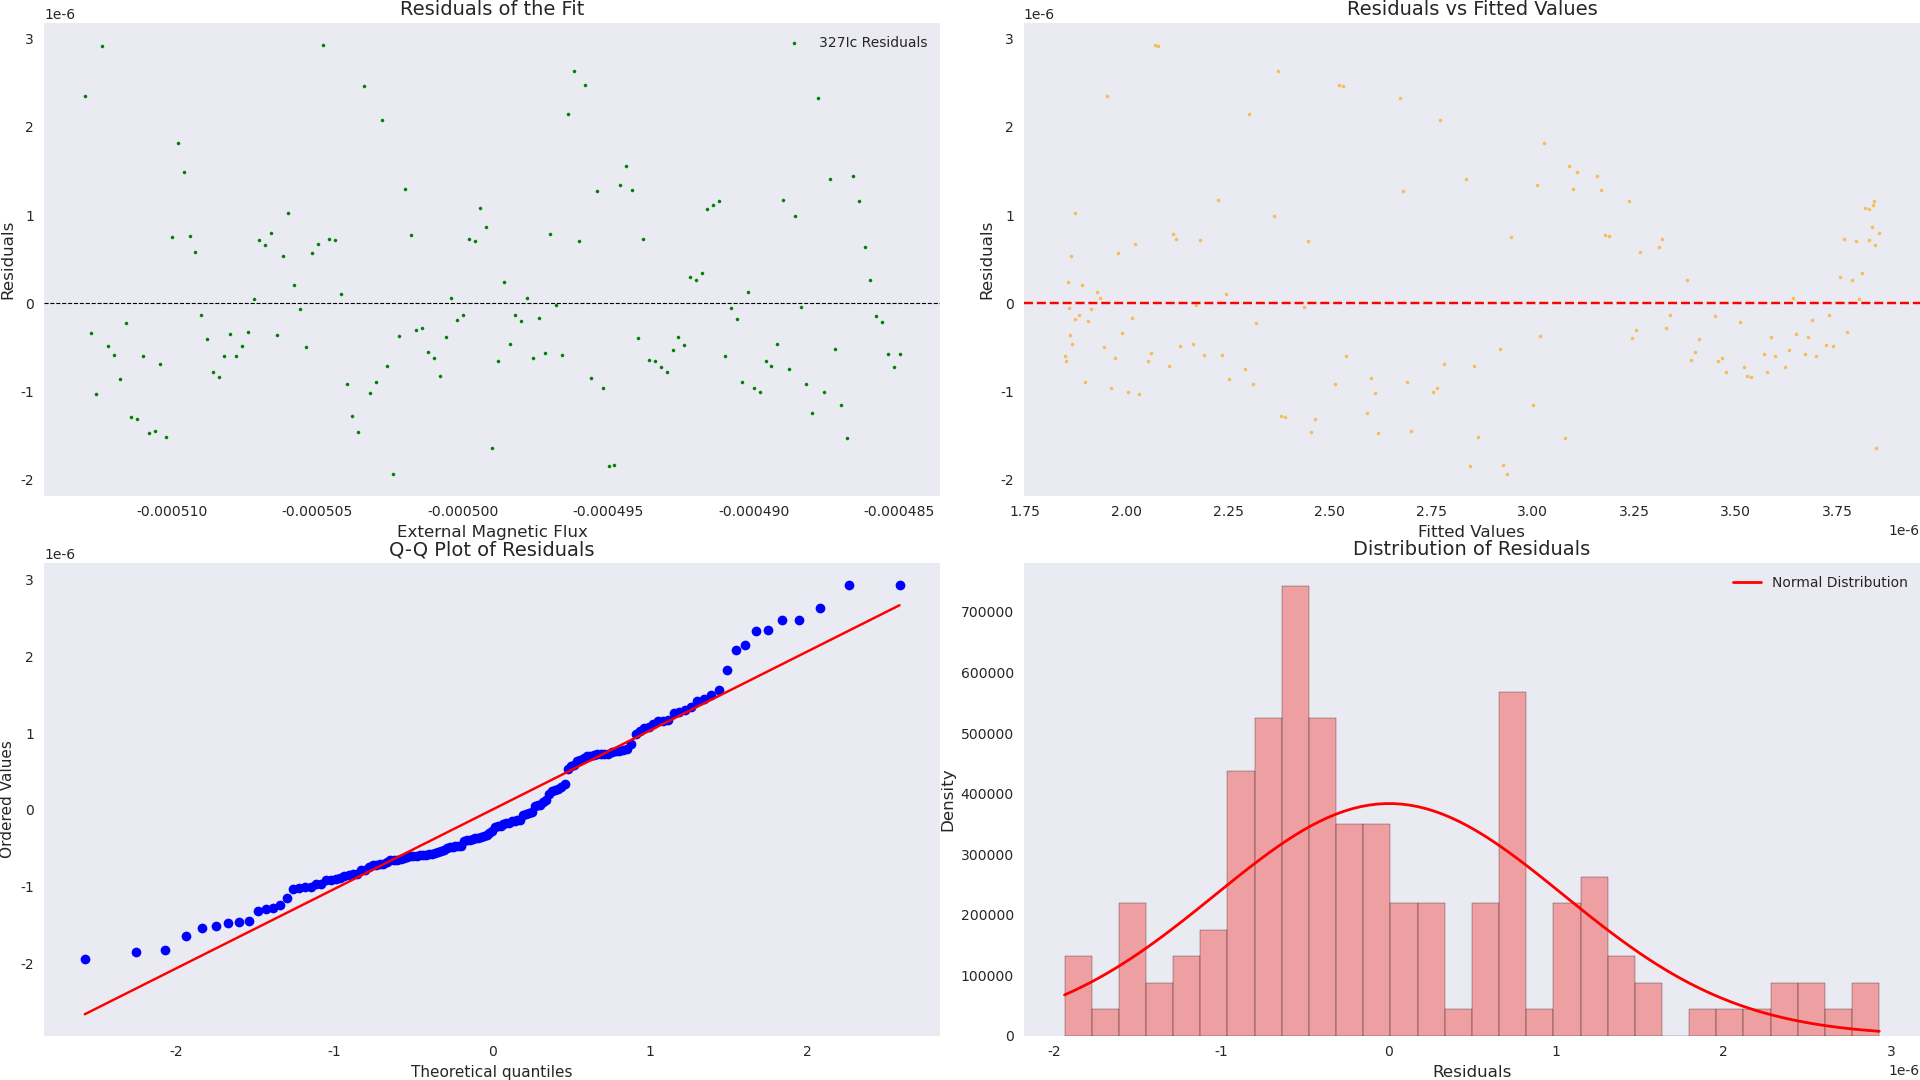 Residuals of the Fit
1e-6
327Ic Residuals
3
2
1
0
-1
-2
Residuals
-0.000510 -0.000505 -0.000500 -0.000495 -0.000490 -0.000485
External Magnetic Flux
Residuals vs Fitted Values
1e-6
3
2
1
0
-1
-2
Residuals
1.75 2.00 2.25 2.50 2.75 3.00 3.25 3.50 3.75
1e-6
Fitted Values
Q-Q Plot of Residuals
1e-6
3
2
1
0
-1
-2
Ordered Values
-2 -1 0 1 2
Theoretical quantiles
Distribution of Residuals
Normal Distribution
700000
600000
500000
400000
300000
200000
100000
0
Density
-2 -1 0 1 2 3
1e-6
Residuals